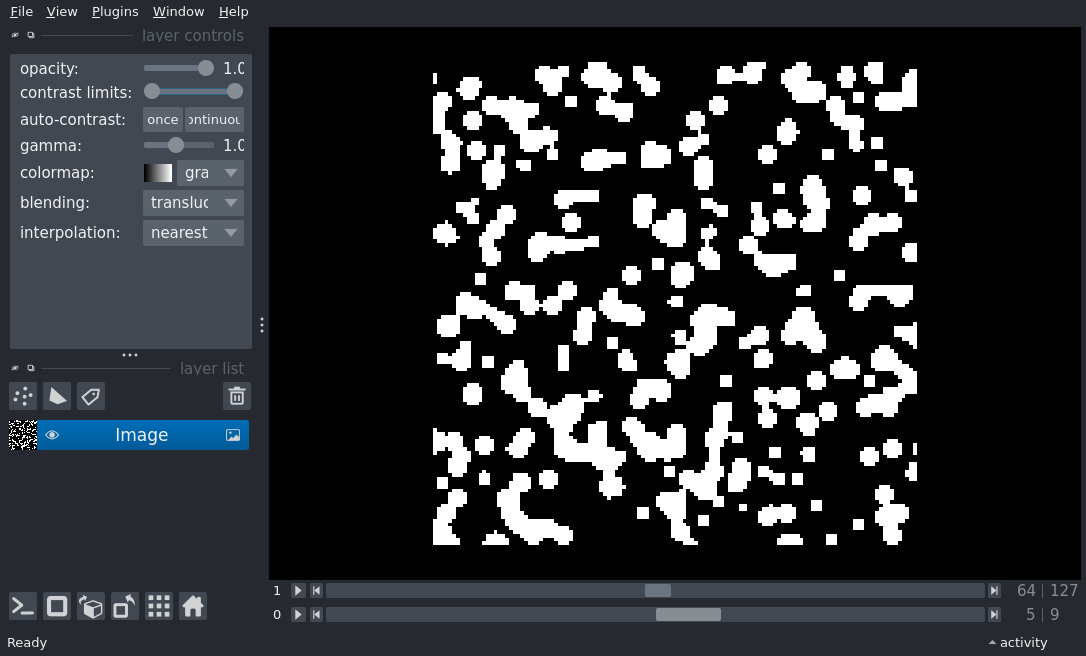 File View Plugins Window Help
layer controls
opacity: 1.0
contrast limits:
auto-contrast: once ontinuou
gamma: 1.0
colormap: gra
blending: transluc
interpolation: nearest
layer list
Image
1 64 | 127
0 5 | 9
Ready activity